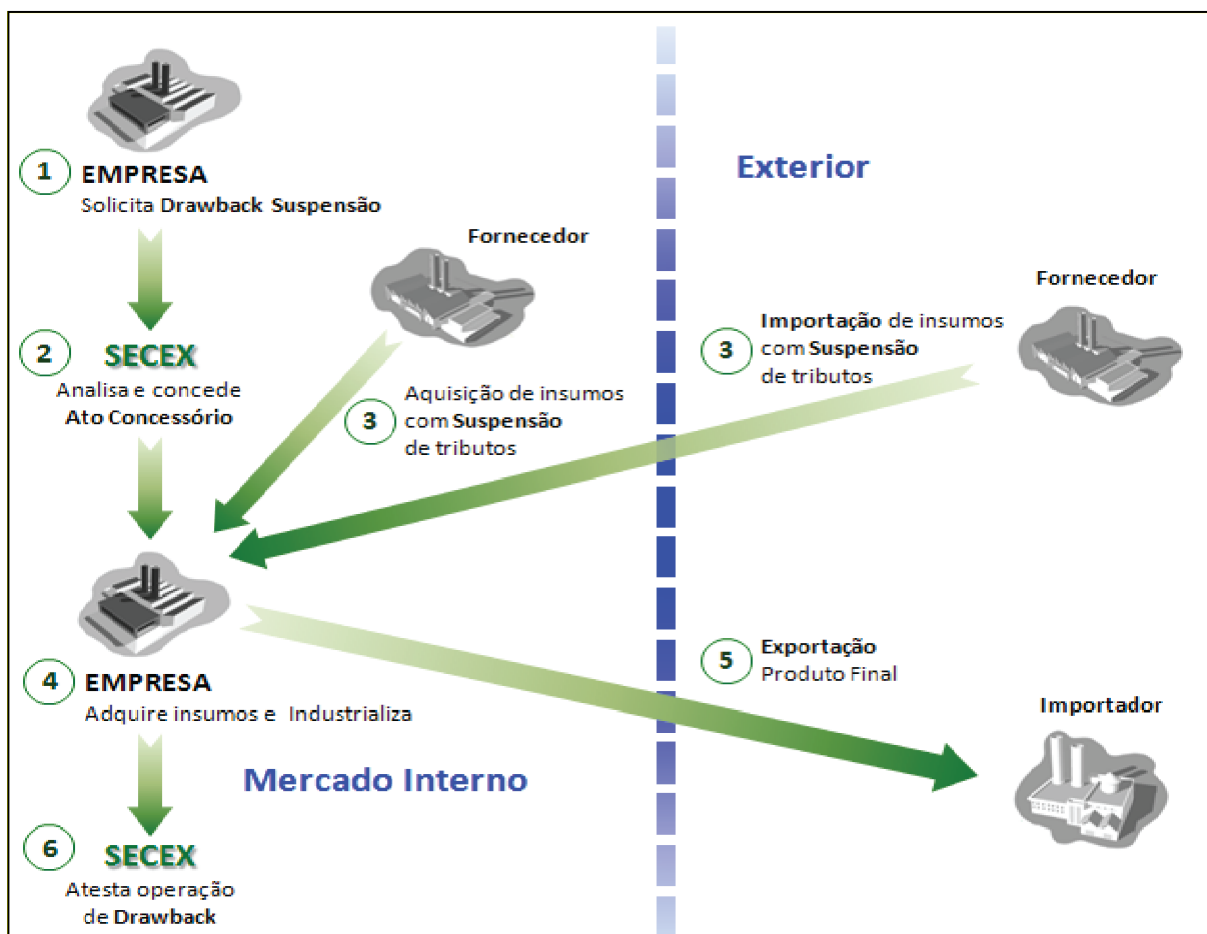 1
EMPRESA
Solicita Drawback Suspensão
2
SECEX
Analisa e concede
Ato Concessório
Fornecedor
3
Aquisição de insumos
com Suspensão
de tributos
4
EMPRESA
Adquire insumos e Industrializa
Mercado Interno
6
SECEX
Atesta operação
de Drawback
Exterior
Fornecedor
3
Importação de insumos
com Suspensão
de tributos
5
Exportação
Produto Final
Importador